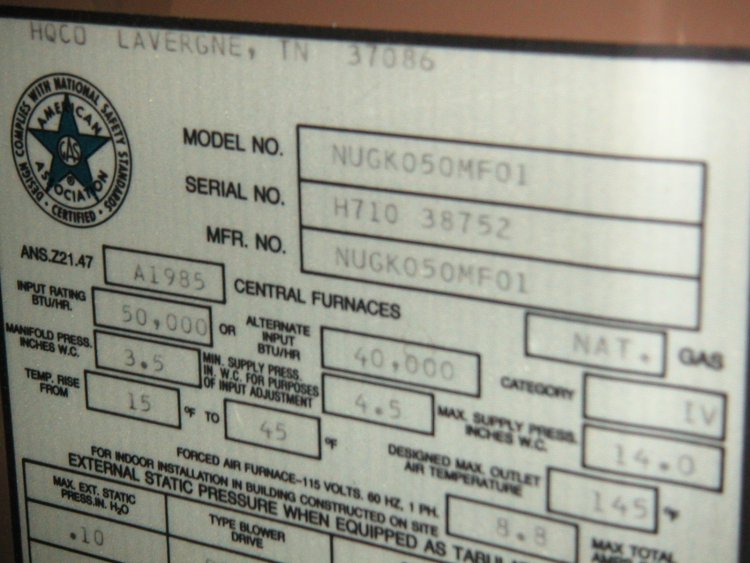 HQCO LAVERGNE, TN 37086
DESIGN COMPLIES WITH NATIONAL SAFETY STANDARDS
· CERTIFIED ·
AMERICAN
GAS
ASSOCIATION
®
MODEL NO. NUGK050MF01
SERIAL NO. H710 38752
MFR. NO. NUGK050MF01
ANS.Z21.47 A1985 CENTRAL FURNACES NAT. GAS
INPUT RATING
BTU/HR. 50,000 OR ALTERNATE
INPUT
BTU/HR 40,000 CATEGORY IV
MANIFOLD PRESS.
INCHES W.C. 3.5 MIN. SUPPLY PRESS.
IN. W.C. FOR PURPOSES
OF INPUT ADJUSTMENT 4.5 MAX. SUPPLY PRESS.
INCHES W.C. 14.0
TEMP. RISE
FROM 15 °F TO 45 °F DESIGNED MAX. OUTLET
AIR TEMPERATURE 145 °F
FORCED AIR FURNACE-115 VOLTS. 60 HZ, 1 PH.
FOR INDOOR INSTALLATION IN BUILDING CONSTRUCTED ON SITE 8.8 MAX TOTAL
EXTERNAL STATIC PRESSURE WHEN EQUIPPED AS
MAX. EXT. STATIC
PRESS.IN. H₂O
TYPE BLOWER
DRIVE
.10